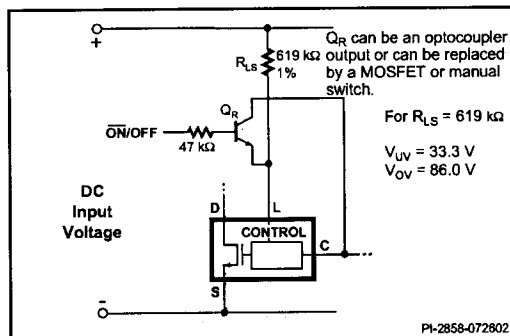 +
R_LS
619 kΩ
1%
Q_R can be an optocoupler
output or can be replaced
by a MOSFET or manual
switch.
Q_R
For R_LS = 619 kΩ
O̅N̅/OFF
47 kΩ
V_UV = 33.3 V
V_OV = 86.0 V
DC
Input
Voltage
D
L
CONTROL
C
S
-
PI-2858-072602